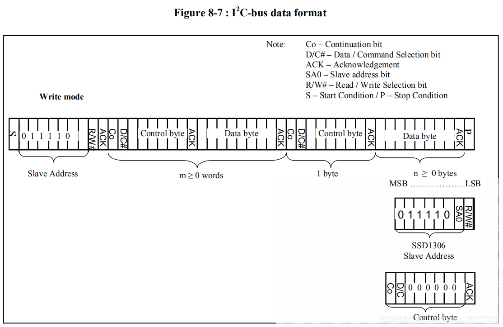 Figure 8-7 : I²C-bus data format
Note: Co – Continuation bit
D/C# – Data / Command Selection bit
ACK – Acknowledgement
SA0 – Slave address bit
R/W# – Read / Write Selection bit
S – Start Condition / P – Stop Condition
Write mode
S 0 1 1 1 1 0 R/W# ACK Co D/C# Control byte ACK Data byte ACK Co D/C# Control byte ACK Data byte ACK P
Slave Address m ≥ 0 words 1 byte n ≥ 0 bytes
MSB ……………….LSB
0 1 1 1 1 0 SA0 R/W#
SSD1306
Slave Address
Co D/C 0 0 0 0 0 0 ACK
Control byte